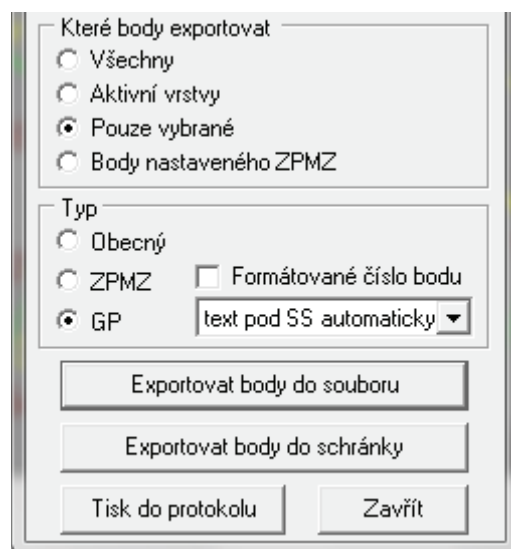 Které body exportovat
Všechny
Aktivní vrstvy
Pouze vybrané
Body nastaveného ZPMZ
Typ
Obecný
ZPMZ
Formátované číslo bodu
GP
text pod SS automaticky
Exportovat body do souboru
Exportovat body do schránky
Tisk do protokolu
Zavřít